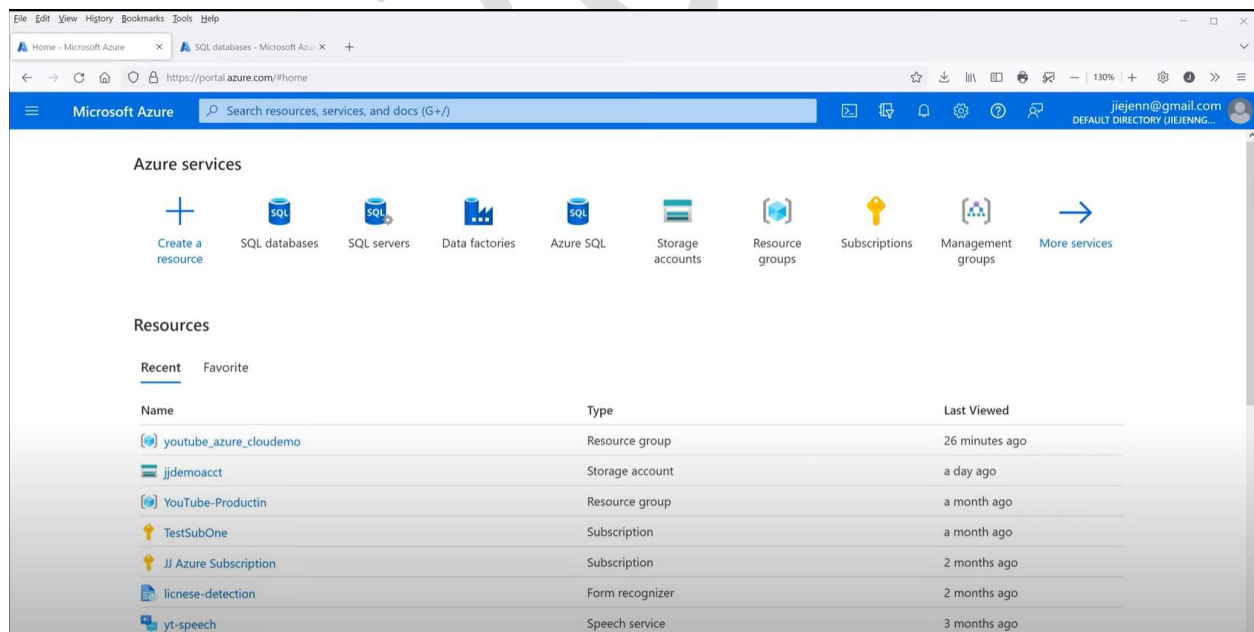 File Edit View History Bookmarks Tools Help
Home - Microsoft Azure
SQL databases - Microsoft Azur
https://portal.azure.com/#home
130%
Microsoft Azure
Search resources, services, and docs (G+/)
jiejenn@gmail.com
DEFAULT DIRECTORY (JIEJENNG...
Azure services
Create a resource
SQL databases
SQL servers
Data factories
Azure SQL
Storage accounts
Resource groups
Subscriptions
Management groups
More services
Resources
Recent Favorite
Name Type Last Viewed
youtube_azure_cloudemo Resource group 26 minutes ago
jjdemoacct Storage account a day ago
YouTube-Productin Resource group a month ago
TestSubOne Subscription a month ago
JJ Azure Subscription Subscription 2 months ago
licnese-detection Form recognizer 2 months ago
yt-speech Speech service 3 months ago